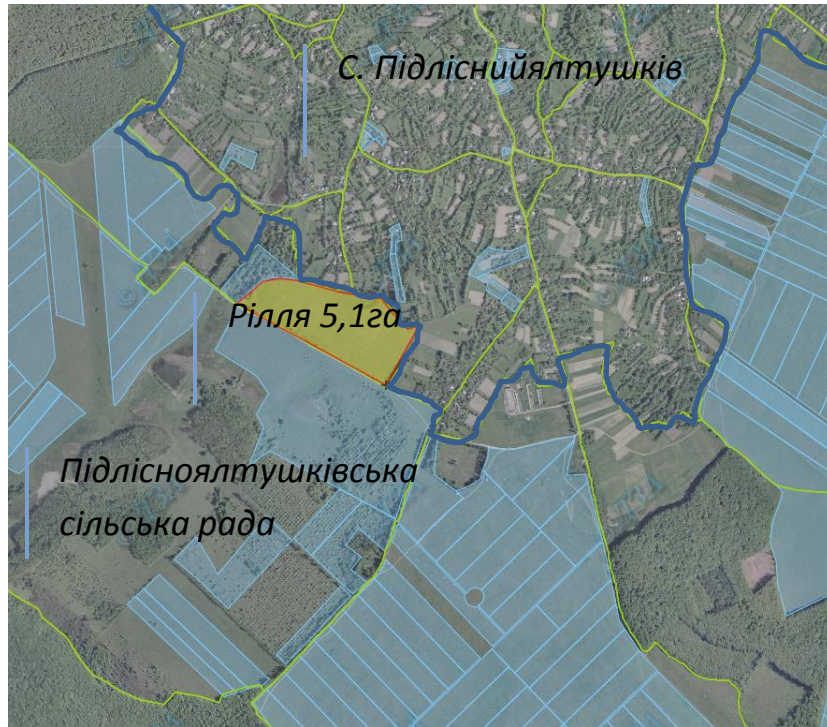 С. Підліснийялтушків
Рілля 5,1га
Підлісноялтушківська
сільська рада